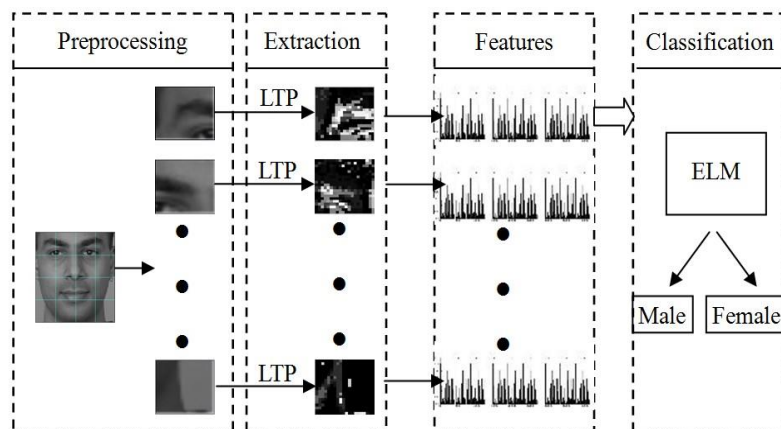 Preprocessing
Extraction
Features
Classification
LTP
LTP
ELM
Male
Female
LTP